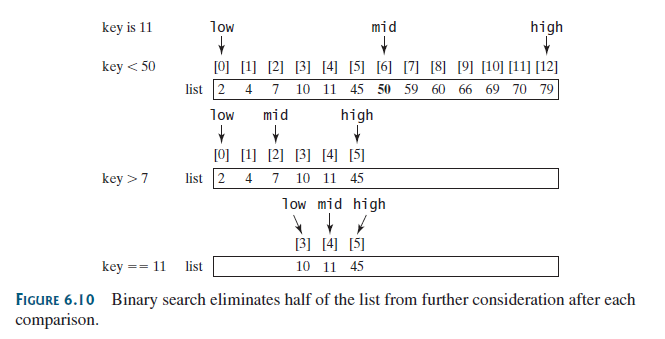 key is 11 low mid high
key < 50 [0] [1] [2] [3] [4] [5] [6] [7] [8] [9] [10] [11] [12]
list 2 4 7 10 11 45 50 59 60 66 69 70 79
low mid high
[0] [1] [2] [3] [4] [5]
key > 7 list 2 4 7 10 11 45
low mid high
[3] [4] [5]
key == 11 list 10 11 45
FIGURE 6.10 Binary search eliminates half of the list from further consideration after each
comparison.